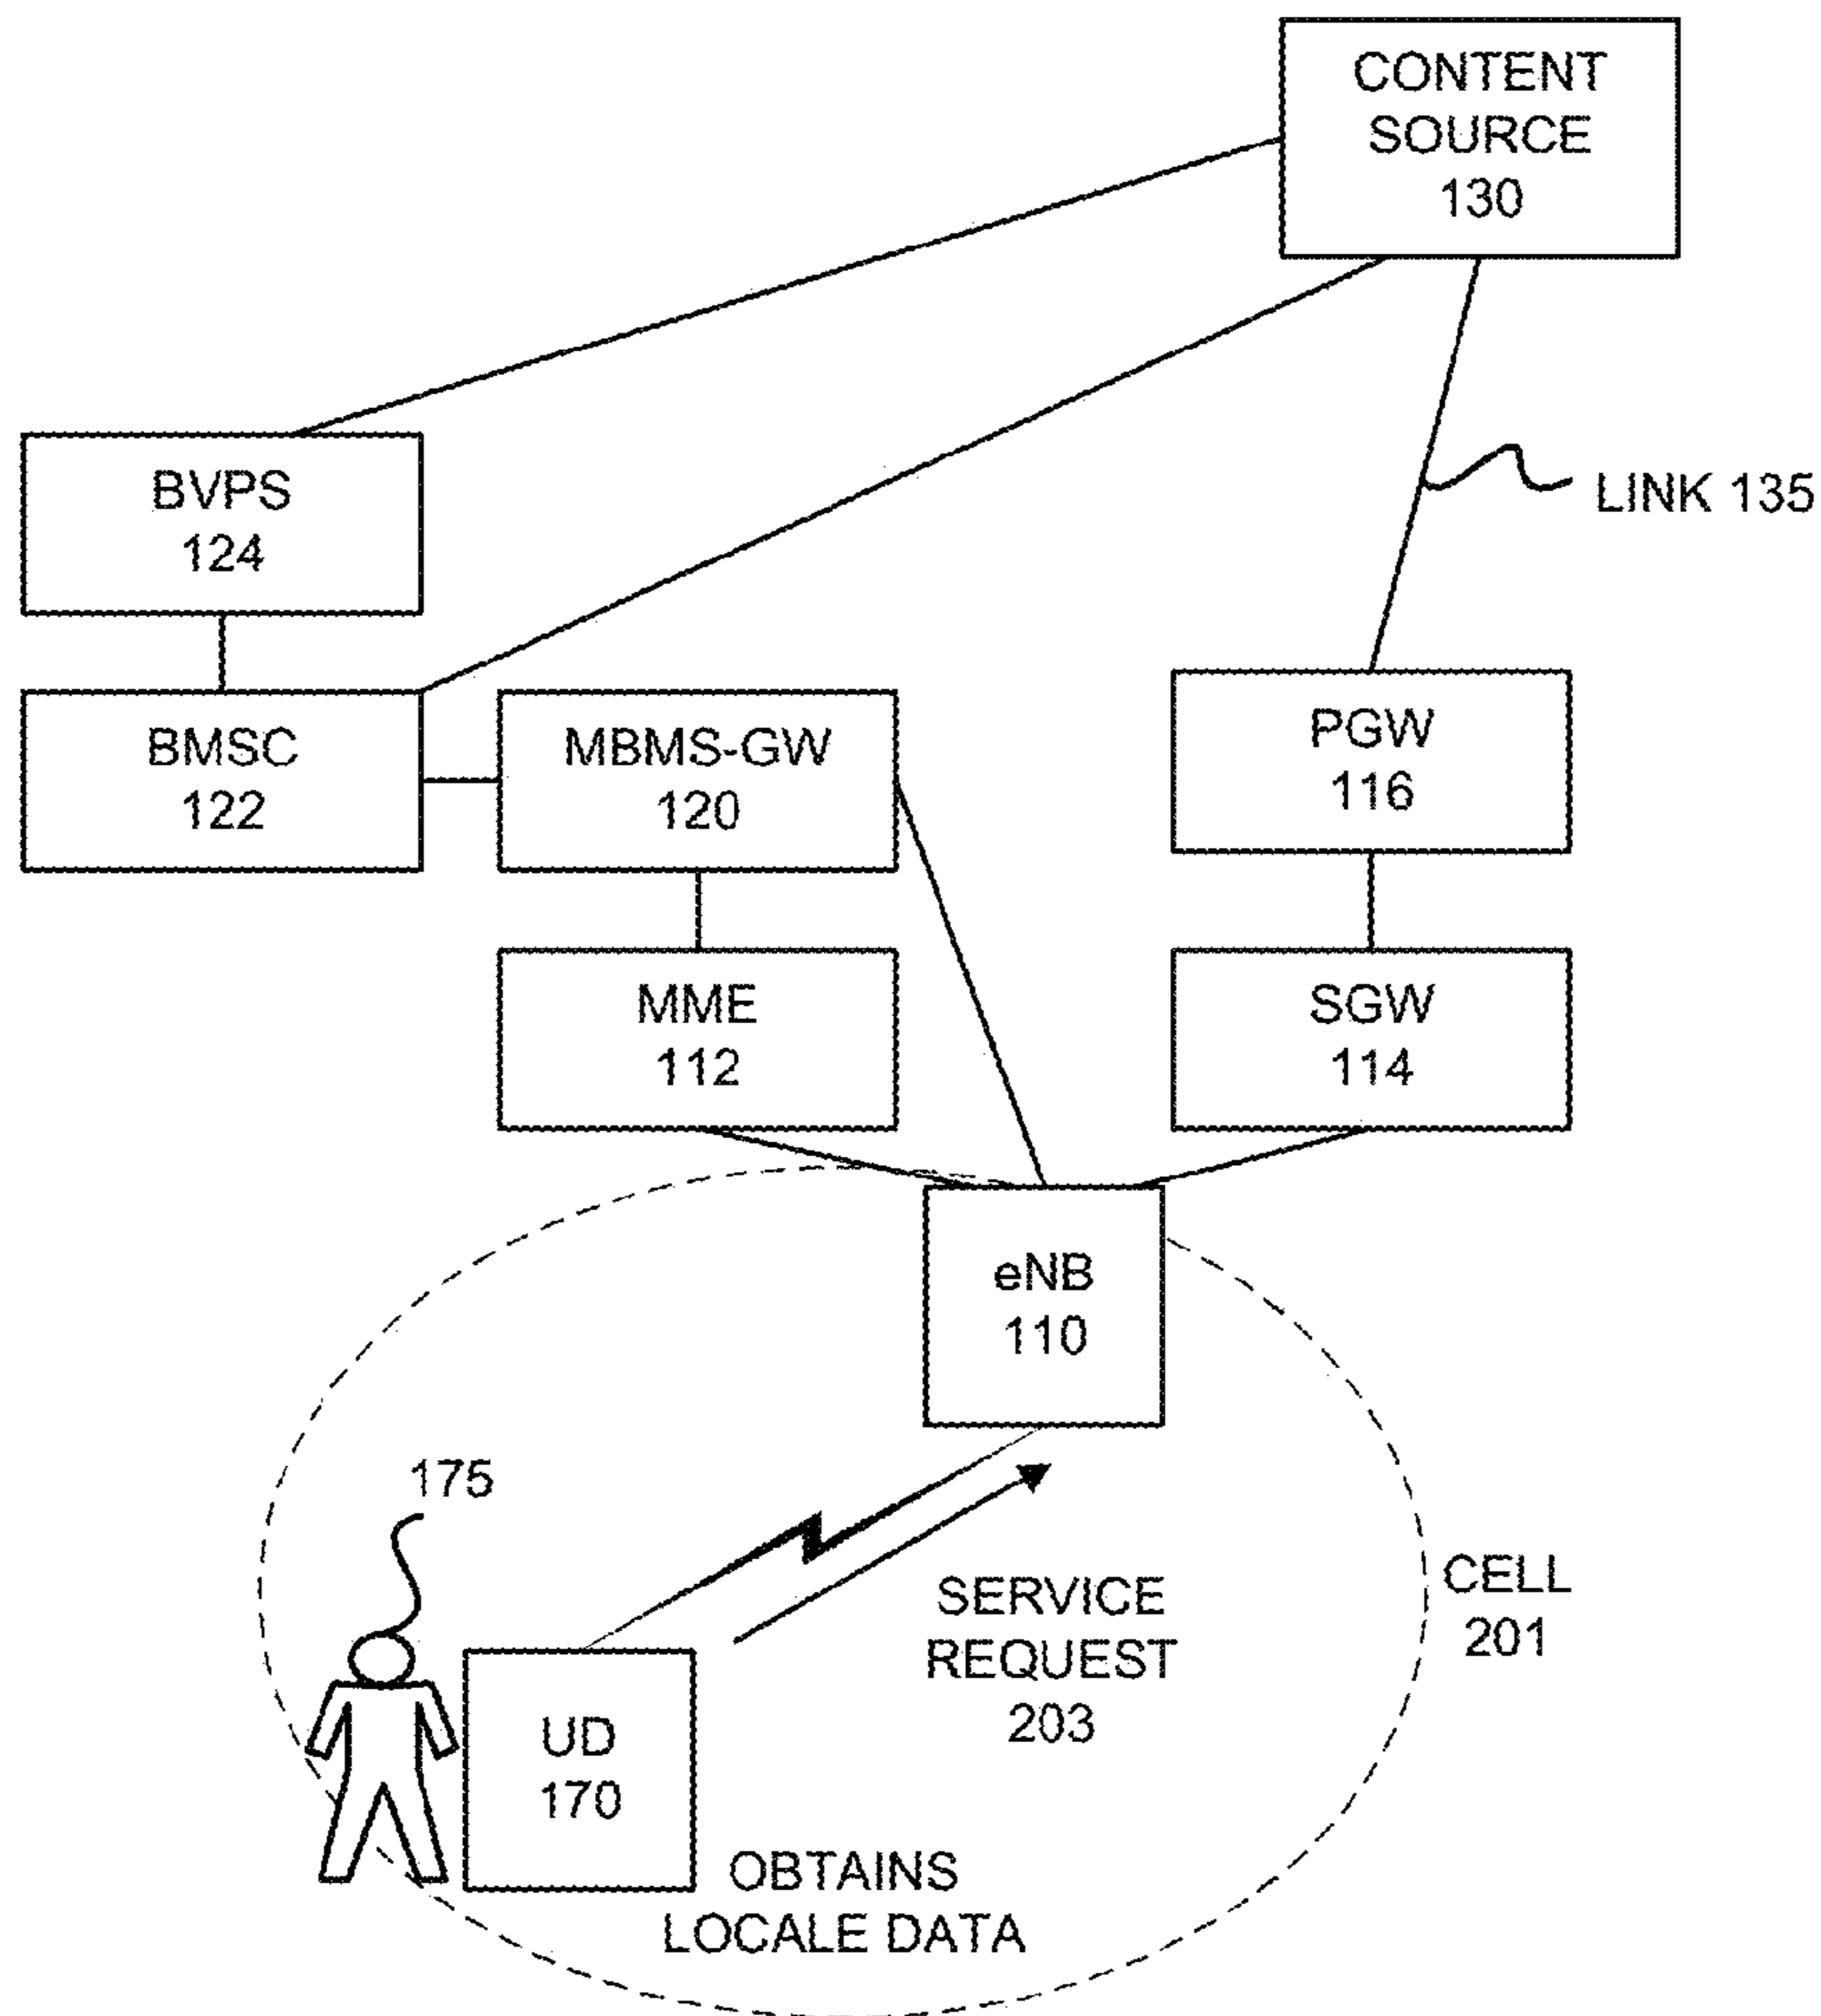 CONTENT
SOURCE
130
BVPS
124
LINK 135
BMSC
122
MBMS-GW
120
PGW
116
MME
112
SGW
114
eNB
110
175
SERVICE
REQUEST
203
CELL
201
UD
170
OBTAINS
LOCALE DATA